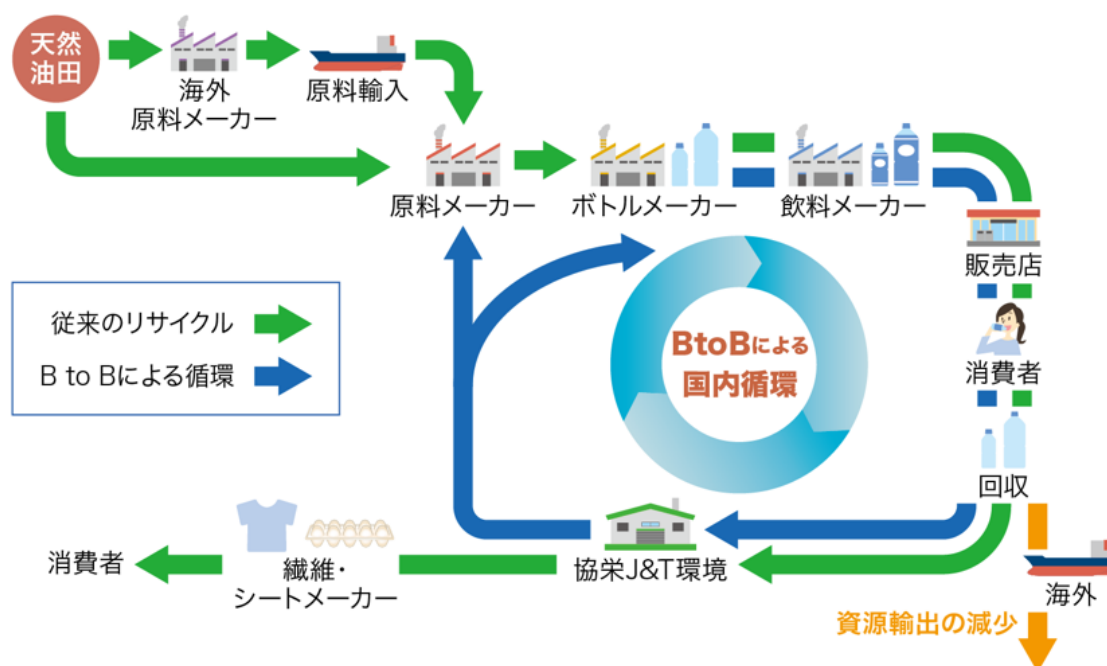 天然
油田
海外
原料メーカー
原料輸入
原料メーカー
ボトルメーカー
飲料メーカー
販売店
従来のリサイクル
B to Bによる循環
BtoBによる
国内循環
消費者
回収
消費者
繊維・
シートメーカー
協栄J&T環境
海外
資源輸出の減少